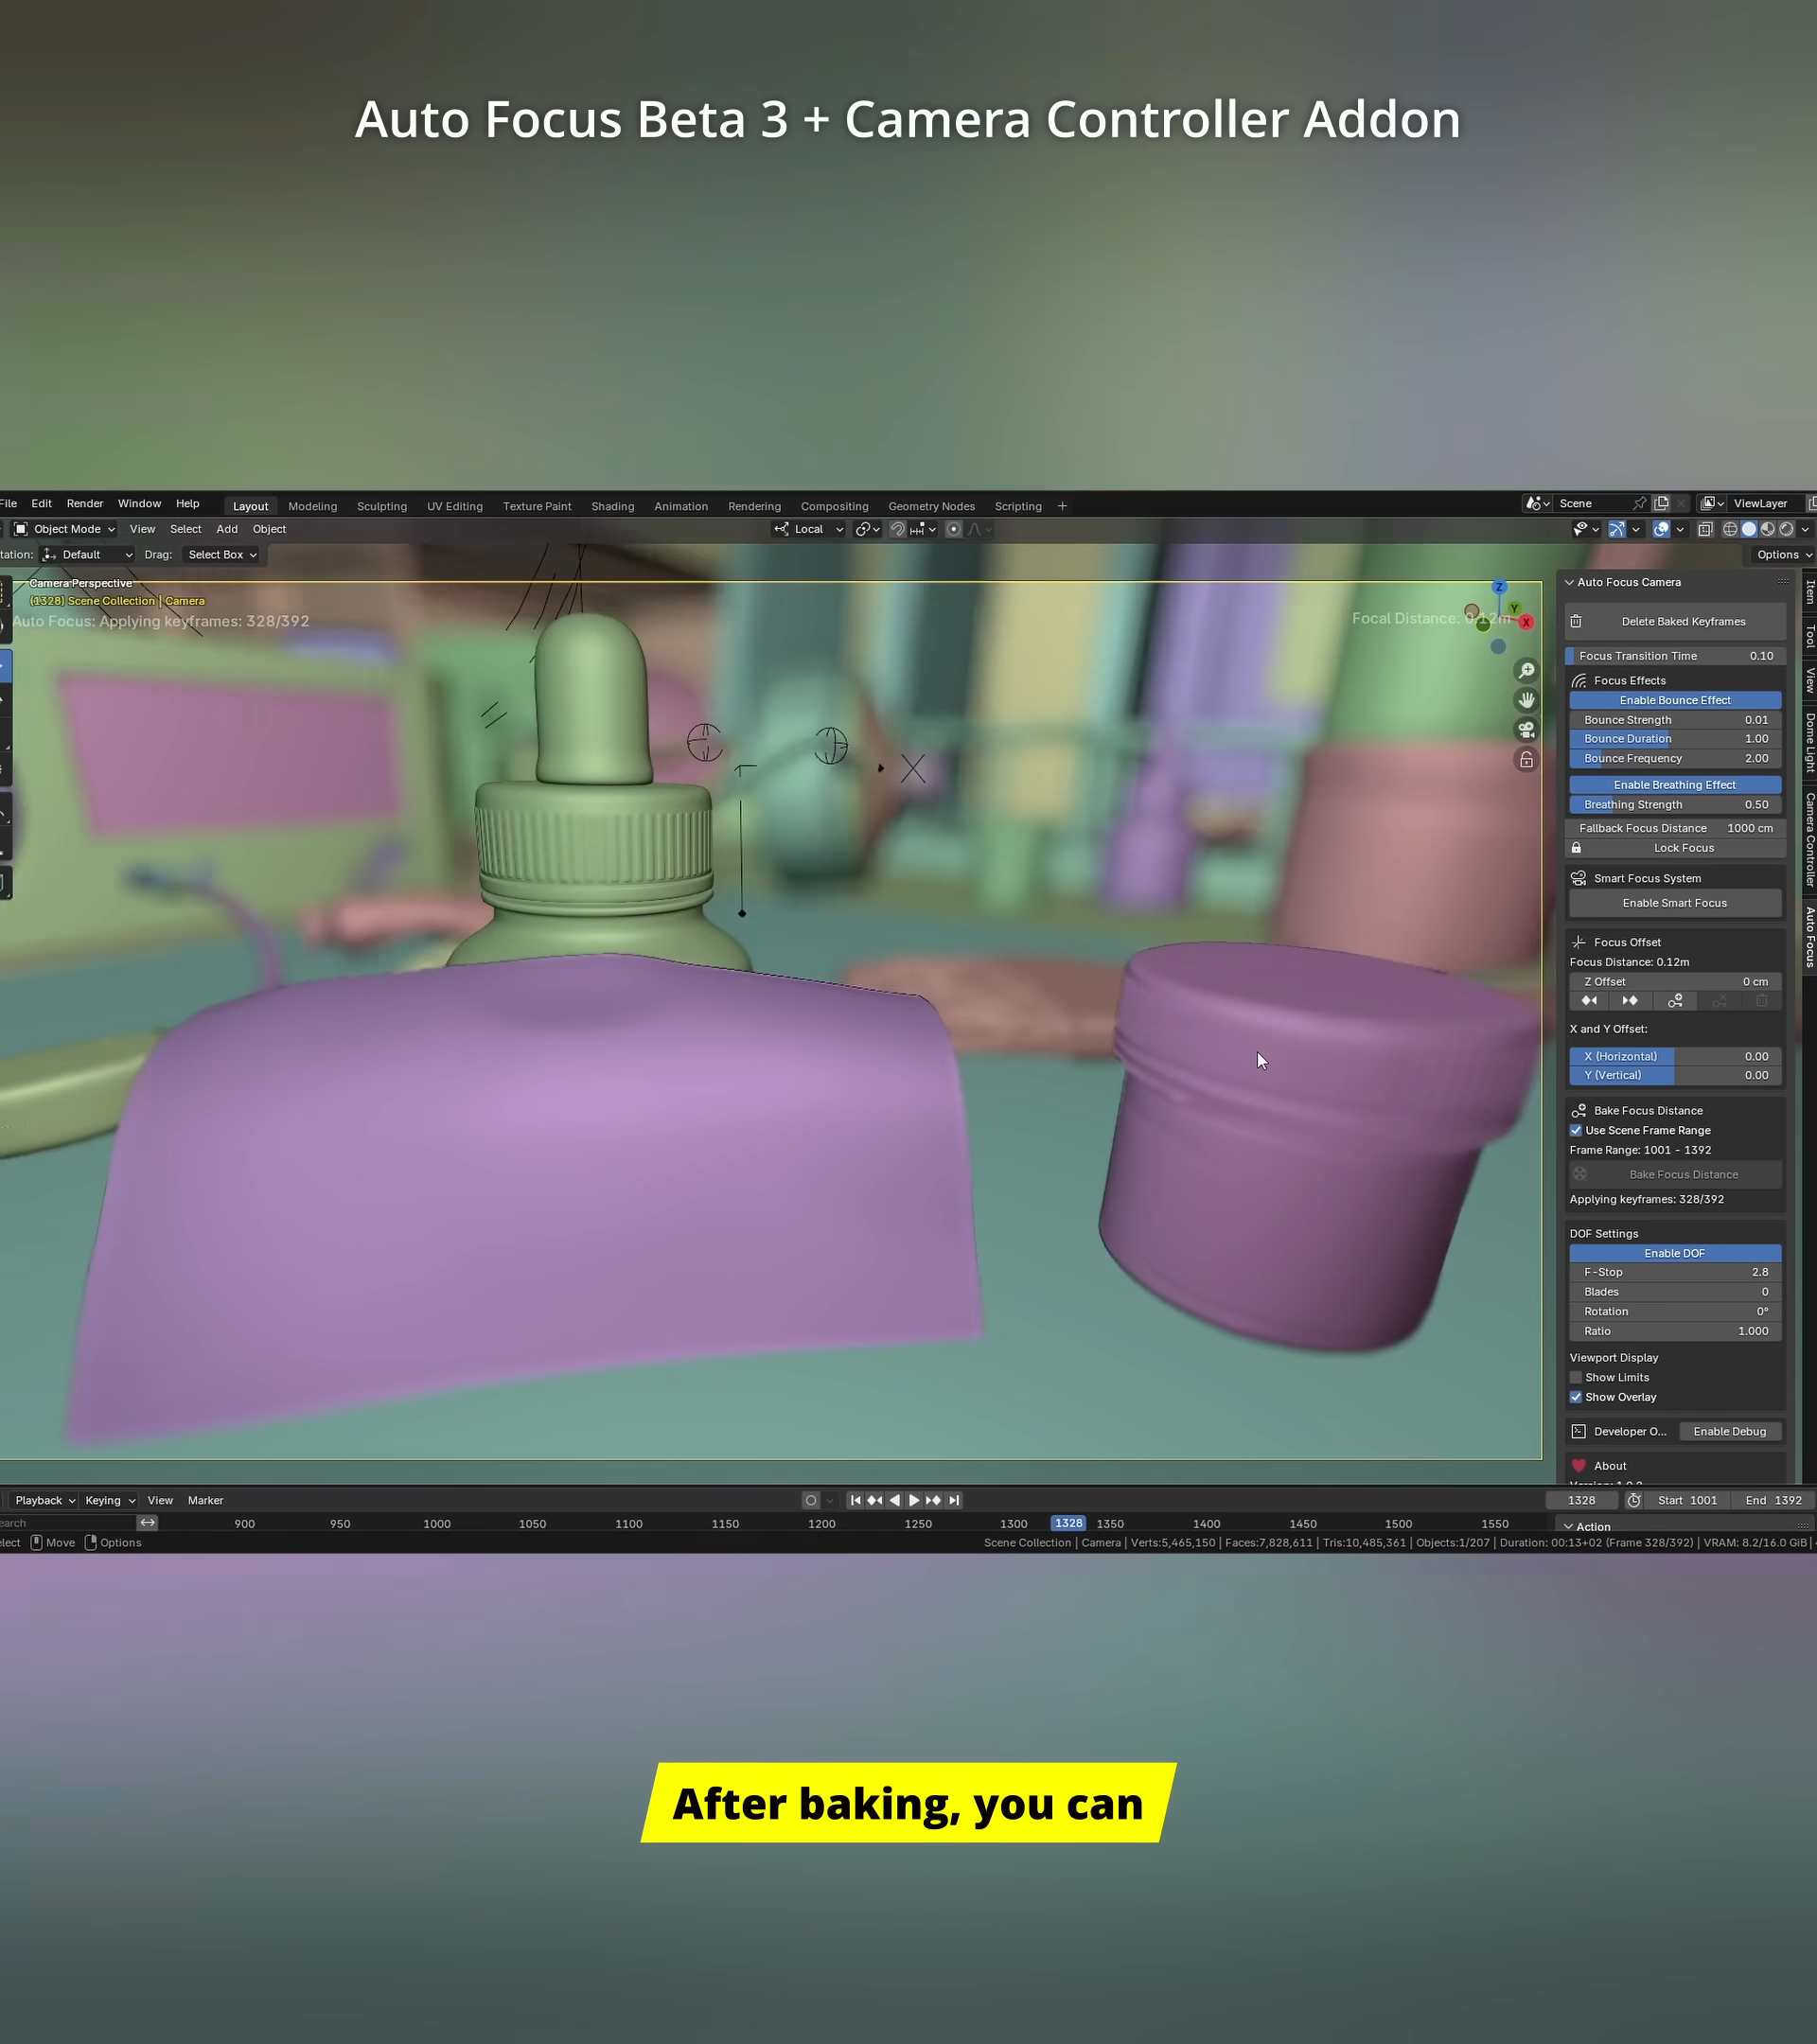 Auto Focus Beta 3 + Camera Controller Addon
File Edit Render Window Help Layout Modeling Sculpting UV Editing Texture Paint Shading Animation Rendering Compositing Geometry Nodes Scripting + Scene ViewLayer
Object Mode View Select Add Object Local
Default Drag: Select Box Options
Camera Perspective
(1328) Scene Collection | Camera
Auto Focus: Applying keyframes: 328/392
Focal Distance: 0.12m
Z
Y
X
Auto Focus Camera
Delete Baked Keyframes
Focus Transition Time 0.10
Focus Effects
Enable Bounce Effect
Bounce Strength 0.01
Bounce Duration 1.00
Bounce Frequency 2.00
Enable Breathing Effect
Breathing Strength 0.50
Fallback Focus Distance 1000 cm
Lock Focus
Smart Focus System
Enable Smart Focus
Focus Offset
Focus Distance: 0.12m
Z Offset 0 cm
X and Y Offset:
X (Horizontal) 0.00
Y (Vertical) 0.00
Bake Focus Distance
Use Scene Frame Range
Frame Range: 1001 - 1392
Bake Focus Distance
Applying keyframes: 328/392
DOF Settings
Enable DOF
F-Stop 2.8
Blades 0
Rotation 0°
Ratio 1.000
Viewport Display
Show Limits
Show Overlay
Developer O... Enable Debug
About
Item
Tool
View
Dome Light
Camera Controller
Auto Focus
Playback Keying View Marker 1328 Start 1001 End 1392
900 950 1000 1050 1100 1150 1200 1250 1300 1328 1350 1400 1450 1500 1550
Action
Move Options Scene Collection | Camera | Verts:5,465,150 | Faces:7,828,611 | Tris:10,485,361 | Objects:1/207 | Duration: 00:13+02 (Frame 328/392) | VRAM: 8.2/16.0 GiB |
After baking, you can